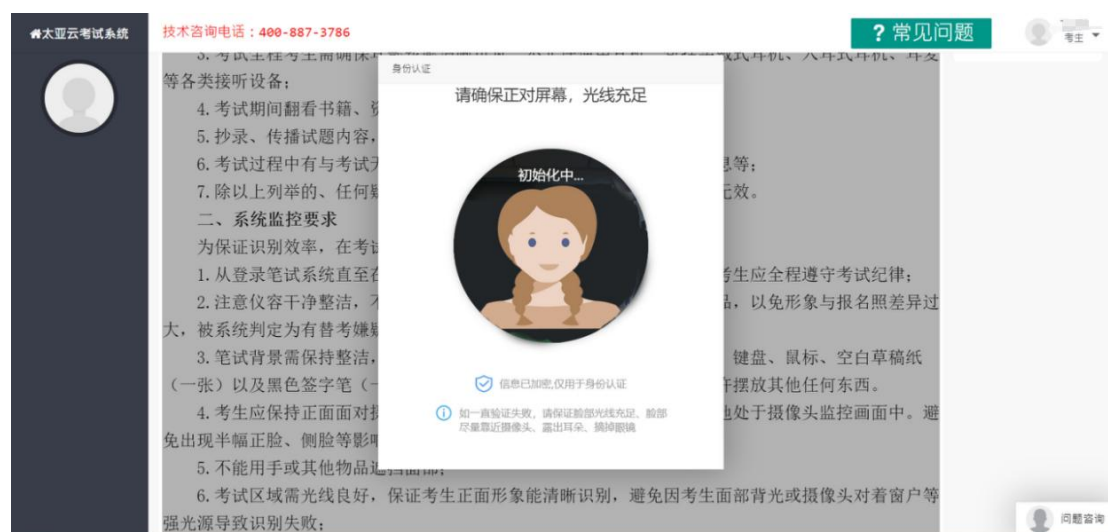 太亚云考试系统
技术咨询电话：400-887-3786
?常见问题
考生
等各类接听设备；
4.考试期间翻看书籍、
5.抄录、传播试题内容，
6.考试过程中有与考试 息等；
7.除以上列举的、任何 效。
二、系统监控要求
为保证识别效率，在考
1.从登录笔试系统直至 考生应全程遵守考试纪律；
2.注意仪容干净整洁， ，以免形象与报名照差异过
大，被系统判定为有替考嫌
3.笔试背景需保持整洁， 键盘、鼠标、空白草稿纸
（一张）以及黑色签字笔（ 摆放其他任何东西。
4.考生应保持正面面对 处于摄像头监控画面中。避
免出现半幅正脸、侧脸等影
5.不能用手或其他物品
6.考试区域需光线良好，保证考生正面形象能清晰识别，避免因考生面部背光或摄像头对着窗户等
强光源导致识别失败；
身份认证
请确保正对屏幕，光线充足
初始化中...
信息已加密,仅用于身份认证
如一直验证失败，请保证脸部光线充足、脸部
尽量靠近摄像头、露出耳朵、摘掉眼镜
问题咨询